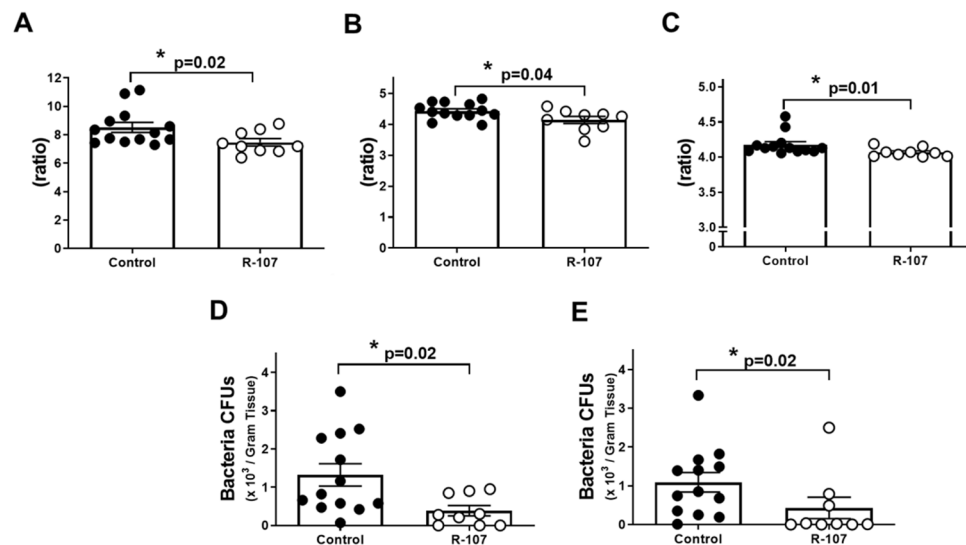 A
* p=0.02
12
10
8
6
4
2
0
(ratio)
Control R-107
B
* p=0.04
5
4
3
2
1
0
(ratio)
Control R-107
C
* p=0.01
5.0
4.5
4.0
3.5
3.0
0
(ratio)
Control R-107
D
* p=0.02
4
3
2
1
0
Bacteria CFUs
(x 10³ / Gram Tissue)
Control R-107
E
* p=0.02
4
3
2
1
0
Bacteria CFUs
(x 10³ / Gram Tissue)
Control R-107